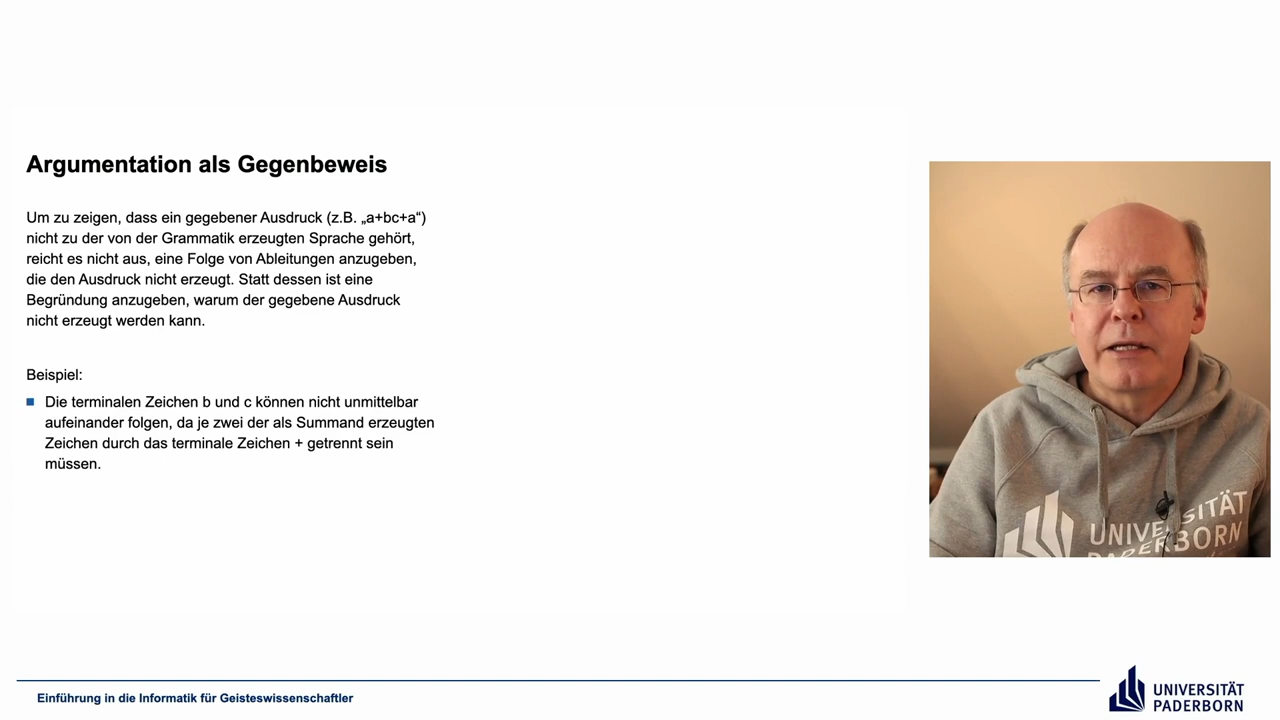 Argumentation als Gegenbeweis
Um zu zeigen, dass ein gegebener Ausdruck (z.B. „a+bc+a“)
nicht zu der von der Grammatik erzeugten Sprache gehört,
reicht es nicht aus, eine Folge von Ableitungen anzugeben,
die den Ausdruck nicht erzeugt. Statt dessen ist eine
Begründung anzugeben, warum der gegebene Ausdruck
nicht erzeugt werden kann.
Beispiel:
Die terminalen Zeichen b und c können nicht unmittelbar
aufeinander folgen, da je zwei der als Summand erzeugten
Zeichen durch das terminale Zeichen + getrennt sein
müssen.
UNIVERSITÄT
PADERBORN
Einführung in die Informatik für Geisteswissenschaftler
UNIVERSITÄT
PADERBORN